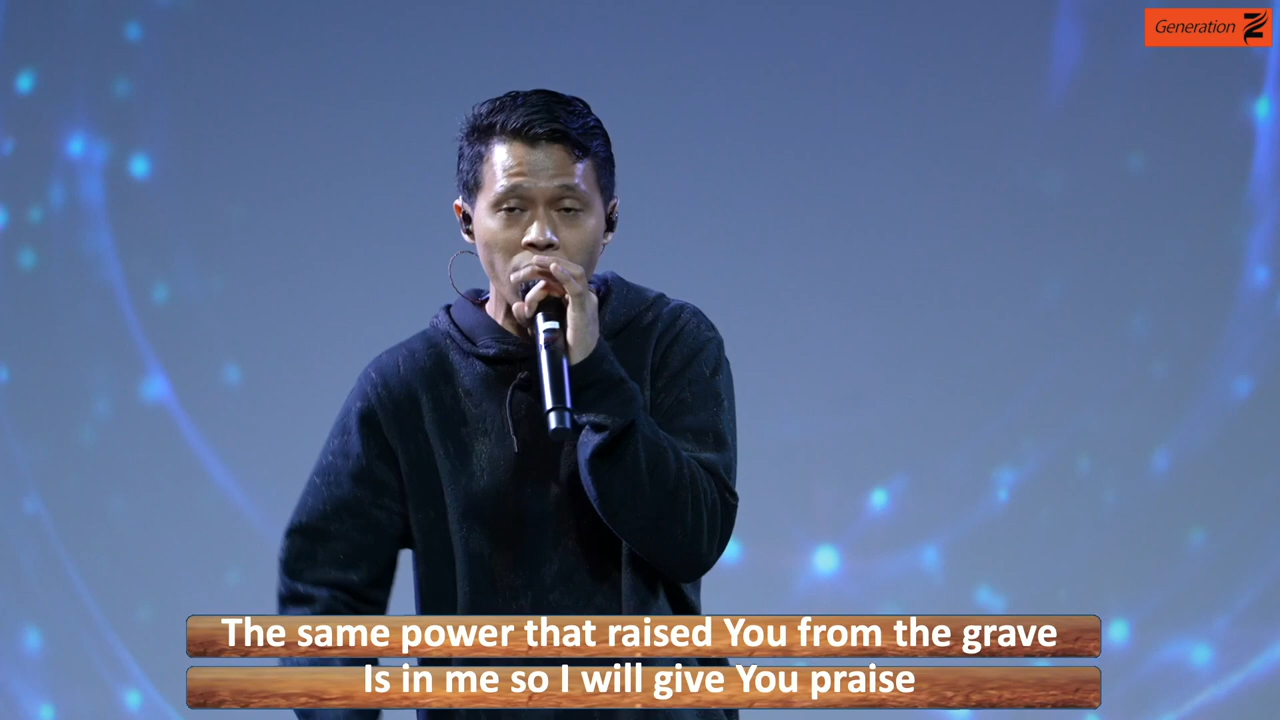 Generation Z
The same power that raised You from the grave
Is in me so I will give You praise